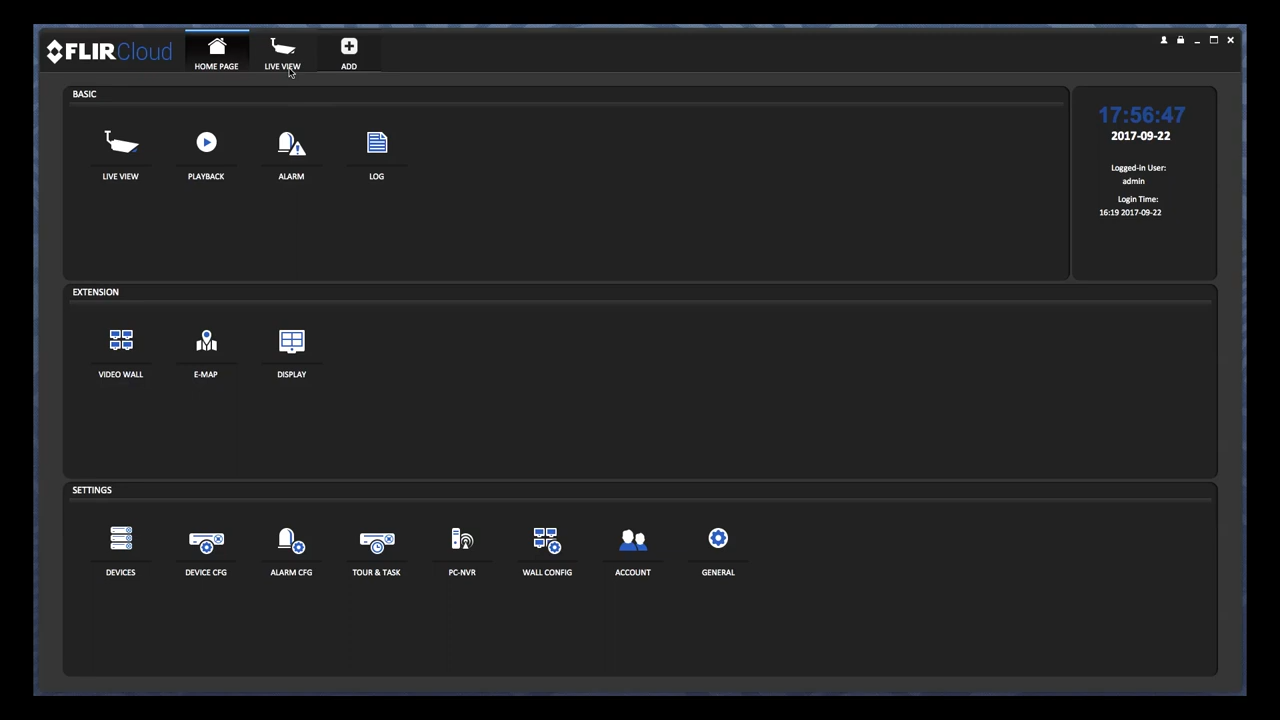 FLIR Cloud
HOME PAGE
LIVE VIEW
ADD
BASIC
LIVE VIEW
PLAYBACK
ALARM
LOG
17:56:47
2017-09-22
Logged-in User:
admin
Login Time:
16:19 2017-09-22
EXTENSION
VIDEO WALL
E-MAP
DISPLAY
SETTINGS
DEVICES
DEVICE CFG
ALARM CFG
TOUR & TASK
PC-NVR
WALL CONFIG
ACCOUNT
GENERAL